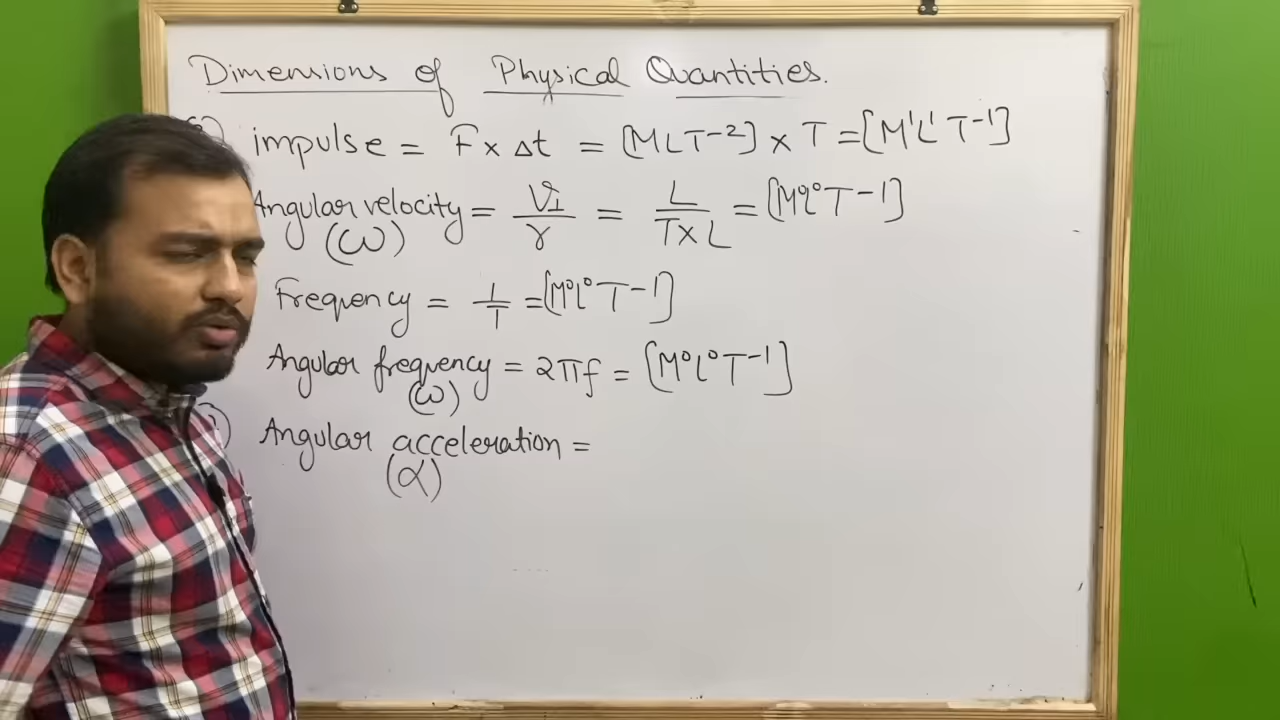 Dimensions of Physical Quantities.
impulse = F × Δt = [MLT-2] × T = [M¹L¹T-1]
Angular velocity = V⊥/r = L/T×L = [M⁰L⁰T-1]
(ω)
Frequency = 1/T = [M⁰L⁰T-1]
Angular frequency = 2πf = [M⁰L⁰T-1]
(ω)
Angular acceleration =
(α)